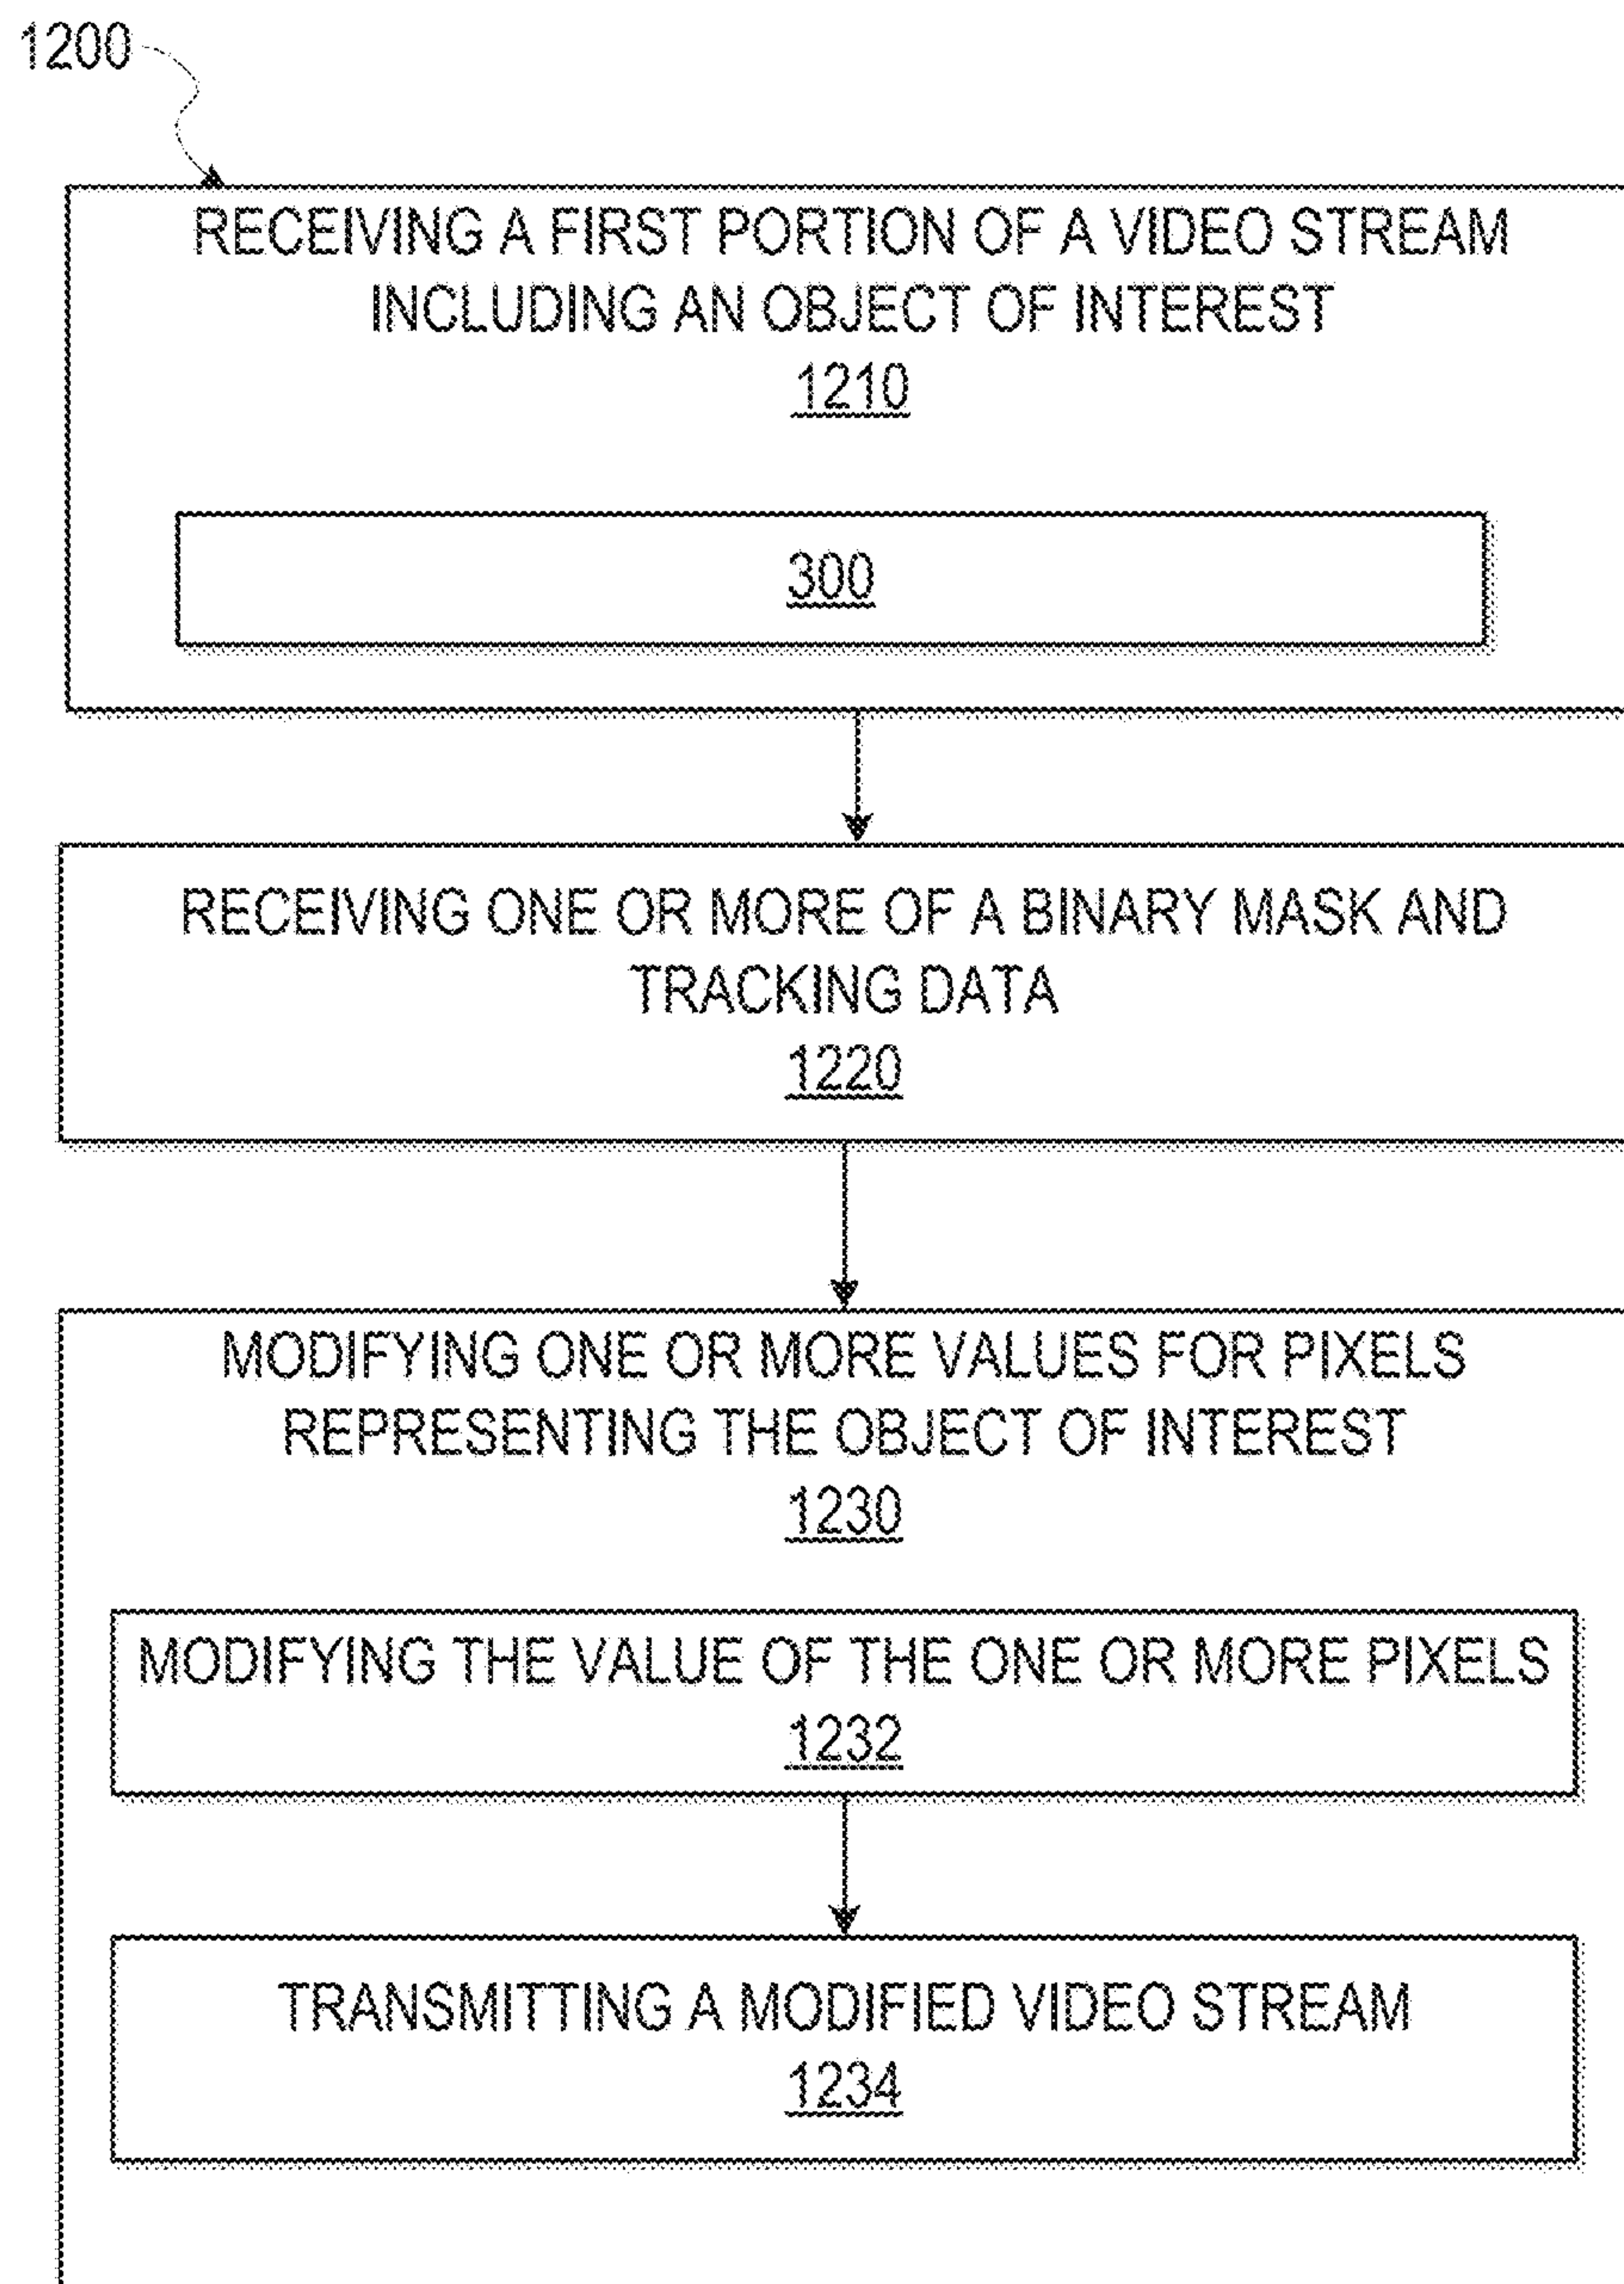 1200
RECEIVING A FIRST PORTION OF A VIDEO STREAM
INCLUDING AN OBJECT OF INTEREST
1210
300
RECEIVING ONE OR MORE OF A BINARY MASK AND
TRACKING DATA
1220
MODIFYING ONE OR MORE VALUES FOR PIXELS
REPRESENTING THE OBJECT OF INTEREST
1230
MODIFYING THE VALUE OF THE ONE OR MORE PIXELS
1232
TRANSMITTING A MODIFIED VIDEO STREAM
1234